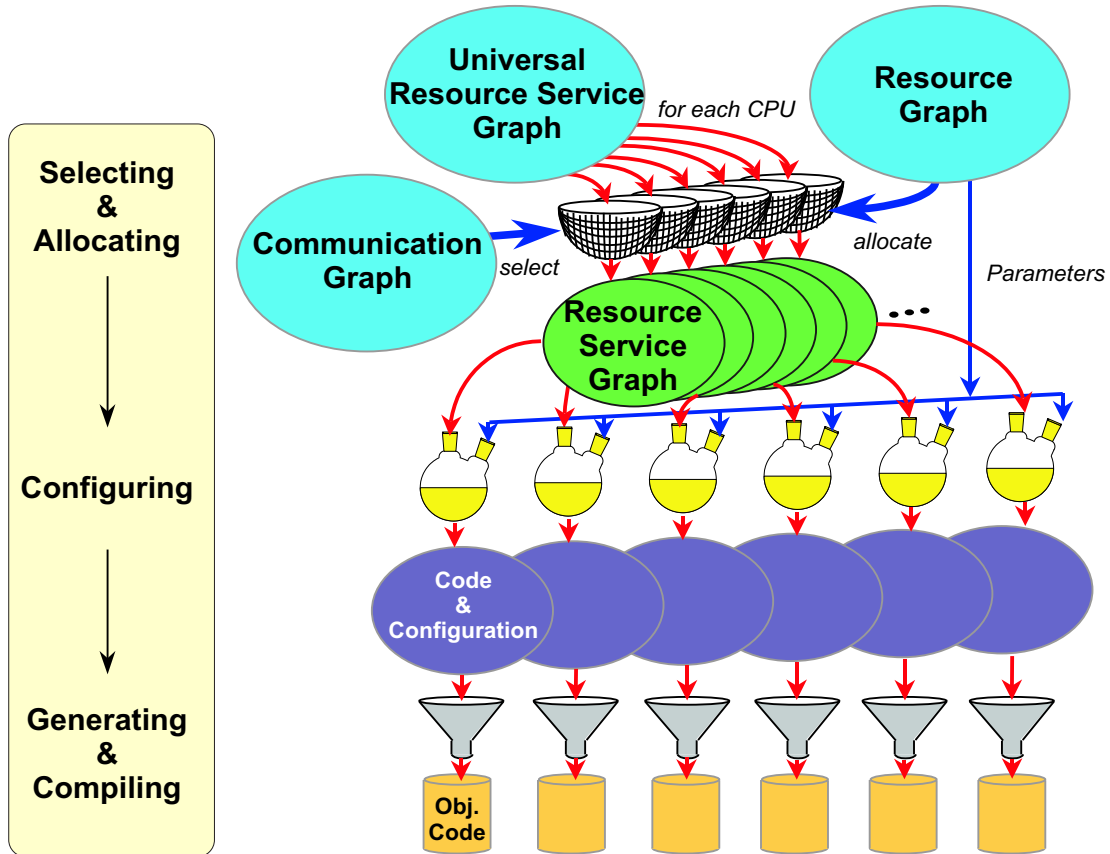 Universal
Resource Service
Graph
for each CPU
Resource
Graph
Selecting
&
Allocating
Communication
Graph
select
allocate
Parameters
Resource
Service
Graph
Configuring
Code
&
Configuration
Generating
&
Compiling
Obj.
Code